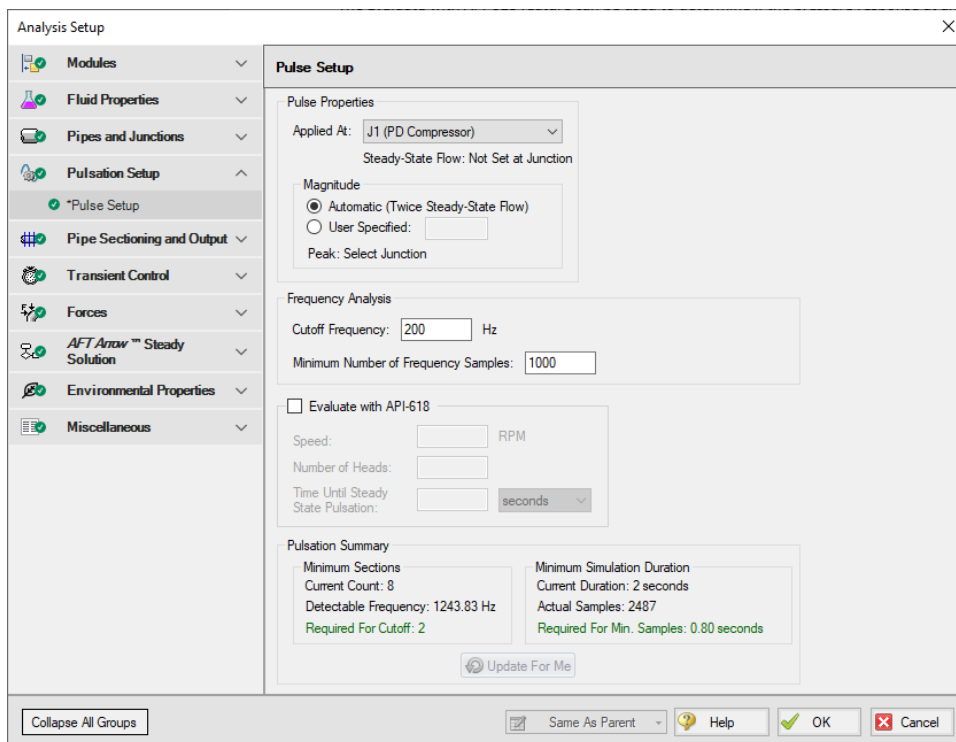 Analysis Setup
Modules
Fluid Properties
Pipes and Junctions
Pulsation Setup
*Pulse Setup
Pipe Sectioning and Output
Transient Control
Forces
AFT Arrow ™ Steady
Solution
Environmental Properties
Miscellaneous
Pulse Setup
Pulse Properties
Applied At: J1 (PD Compressor)
Steady-State Flow: Not Set at Junction
Magnitude
Automatic (Twice Steady-State Flow)
User Specified:
Peak: Select Junction
Frequency Analysis
Cutoff Frequency: 200 Hz
Minimum Number of Frequency Samples: 1000
Evaluate with API-618
Speed: RPM
Number of Heads:
Time Until Steady
State Pulsation: seconds
Pulsation Summary
Minimum Sections
Current Count: 8
Detectable Frequency: 1243.83 Hz
Required For Cutoff: 2
Minimum Simulation Duration
Current Duration: 2 seconds
Actual Samples: 2487
Required For Min. Samples: 0.80 seconds
Update For Me
Collapse All Groups
Same As Parent
Help
OK
Cancel